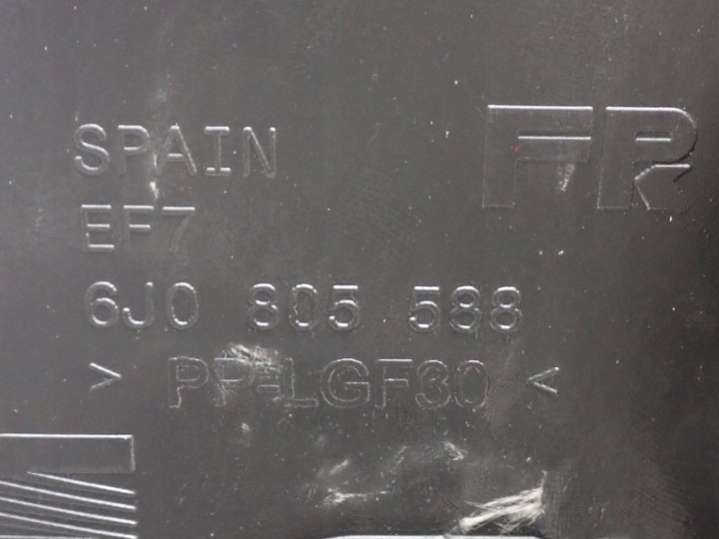 SPAIN
FR
EF7
6J0 805 588
> PP-LGF30 <